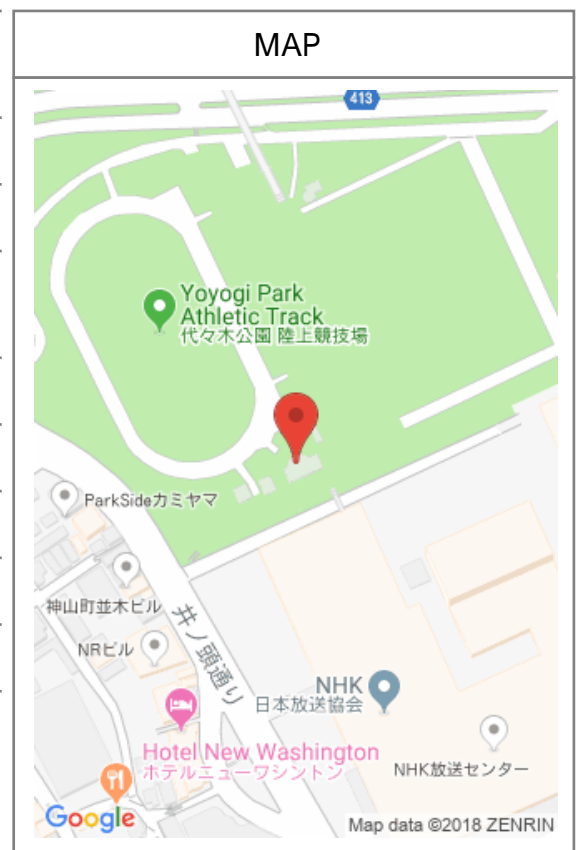 MAP
413
Yoyogi Park
Athletic Track
代々木公園 陸上競技場
ParkSideカミヤマ
神山町並木ビル
NRビル
井ノ頭通り
NHK
日本放送協会
Hotel New Washington
ホテルニューワシントン
NHK放送センター
Google
Map data ©2018 ZENRIN